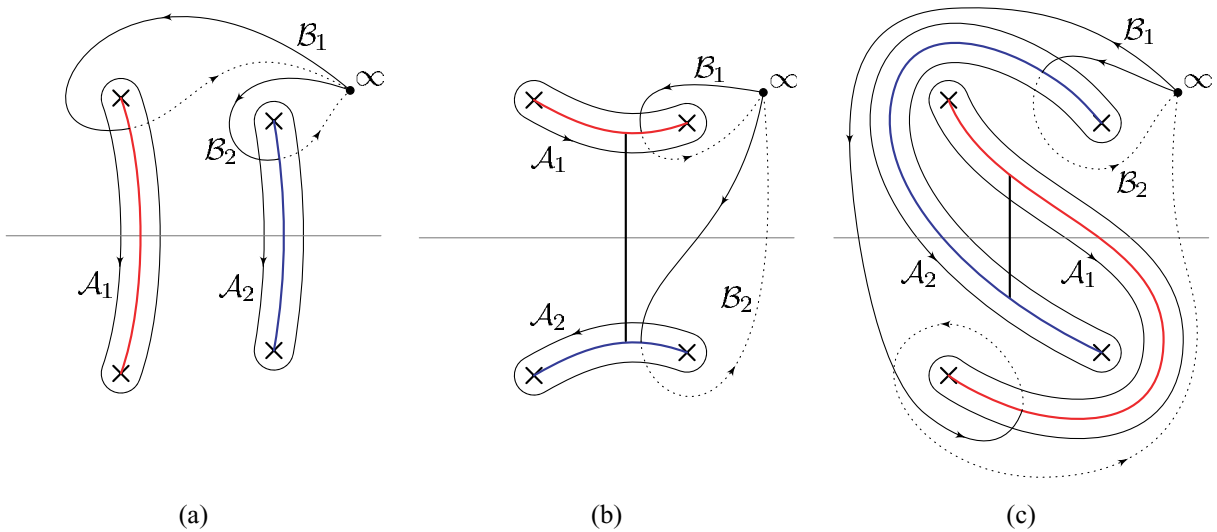 ℬ₁
∞
ℬ₂
𝒜₁
𝒜₂
(a)
ℬ₁
∞
𝒜₁
𝒜₂
ℬ₂
(b)
ℬ₁
∞
ℬ₂
𝒜₂
𝒜₁
(c)